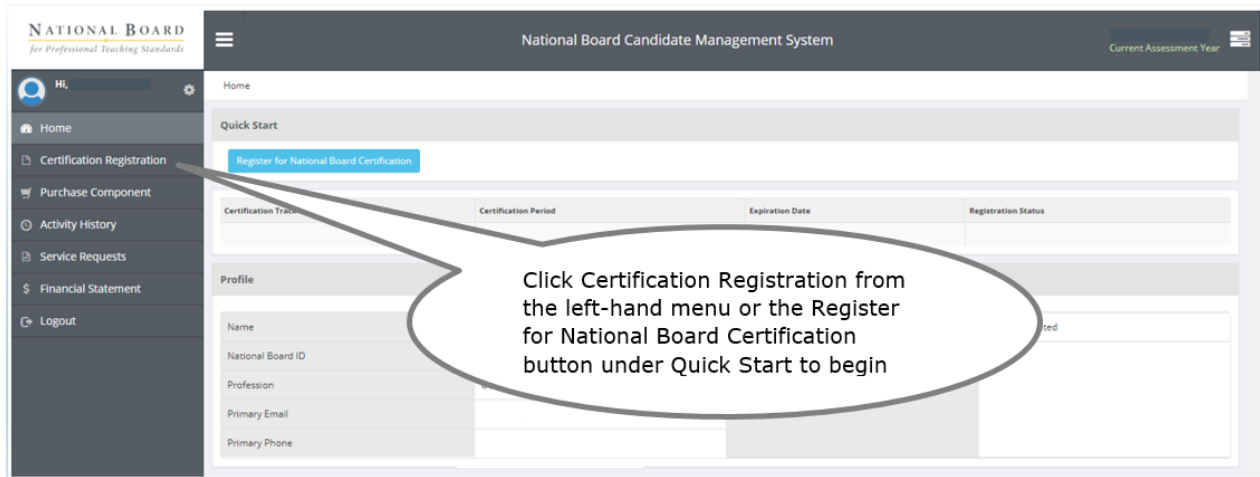 NATIONAL BOARD
for Professional Teaching Standards
National Board Candidate Management System
Current Assessment Year
Hi,
Home
Home
Quick Start
Certification Registration
Register for National Board Certification
Purchase Component
Activity History
Service Requests
Financial Statement
Logout
Certification Track
Certification Period
Expiration Date
Registration Status
Profile
Name
National Board ID
Profession
Primary Email
Primary Phone
Click Certification Registration from
the left-hand menu or the Register
for National Board Certification
button under Quick Start to begin